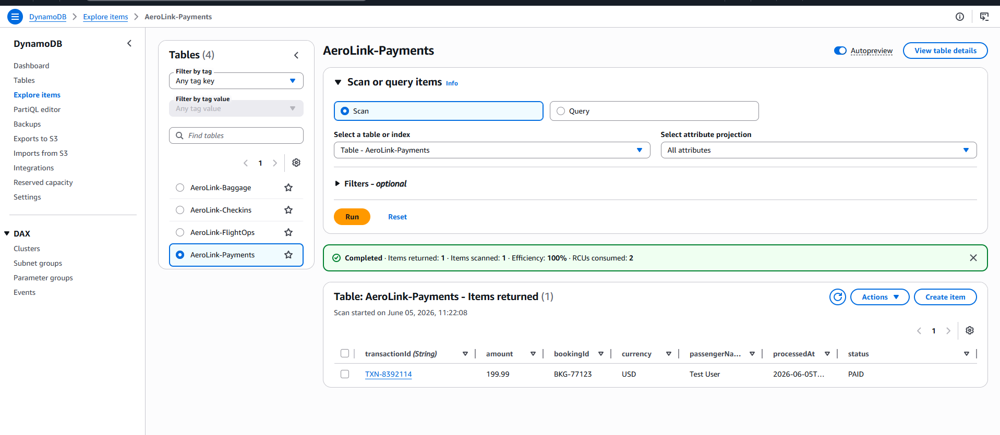 DynamoDB > Explore items > AeroLink-Payments
DynamoDB
Dashboard
Tables
Explore items
PartiQL editor
Backups
Exports to S3
Imports from S3
Integrations
Reserved capacity
Settings
DAX
Clusters
Subnet groups
Parameter groups
Events
Tables (4)
Filter by tag
Any tag key
Filter by tag value
Any tag value
Find tables
1
AeroLink-Baggage
AeroLink-Checkins
AeroLink-FlightOps
AeroLink-Payments
AeroLink-Payments
Autopreview
View table details
Scan or query items Info
Scan
Query
Select a table or index
Table - AeroLink-Payments
Select attribute projection
All attributes
Filters - optional
Run
Reset
Completed · Items returned: 1 · Items scanned: 1 · Efficiency: 100% · RCUs consumed: 2
Table: AeroLink-Payments - Items returned (1)
Scan started on June 05, 2026, 11:22:08
Actions
Create item
1
transactionId (String) amount bookingId currency passengerNa... processedAt status
TXN-8392114 199.99 BKG-77123 USD Test User 2026-06-05T... PAID